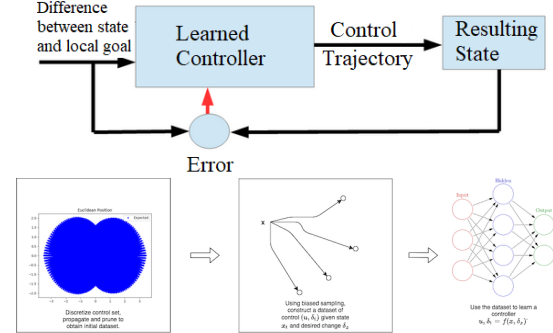 Difference
between state
and local goal
Learned
Controller
Control
Trajectory
Resulting
State
Error
Euclidean Position
Expected
Discretize control set,
propagate and prune to
obtain initial dataset.
x
Using biased sampling,
construct a dataset of
control (u, δₜ) given state
x₁ and desired change δₓ
Input
Hidden
Output
Use the dataset to learn a
controller
u, δₜ = f(x, δₓ)